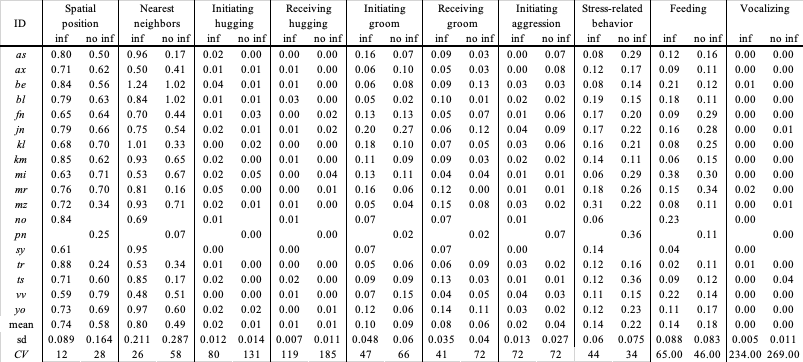 ID Spatial position Nearest neighbors Initiating hugging Receiving hugging Initiating groom Receiving groom Initiating aggression Stress-related behavior Feeding Vocalizing
inf no inf inf no inf inf no inf inf no inf inf no inf inf no inf inf no inf inf no inf inf no inf inf no inf
as 0.80 0.50 0.96 0.17 0.02 0.00 0.00 0.00 0.16 0.07 0.09 0.03 0.00 0.07 0.08 0.29 0.12 0.16 0.00 0.00
ax 0.71 0.62 0.50 0.41 0.01 0.01 0.01 0.00 0.06 0.10 0.05 0.03 0.00 0.08 0.12 0.17 0.09 0.11 0.00 0.00
be 0.84 0.56 1.24 1.02 0.04 0.01 0.01 0.00 0.06 0.08 0.09 0.13 0.03 0.03 0.08 0.14 0.21 0.12 0.01 0.00
bl 0.79 0.63 0.84 1.02 0.01 0.01 0.03 0.00 0.05 0.02 0.10 0.01 0.02 0.02 0.19 0.15 0.18 0.11 0.00 0.00
fn 0.65 0.64 0.70 0.44 0.01 0.03 0.00 0.02 0.13 0.13 0.05 0.07 0.01 0.06 0.17 0.20 0.09 0.29 0.00 0.00
jn 0.79 0.66 0.75 0.54 0.02 0.01 0.01 0.02 0.20 0.27 0.06 0.12 0.04 0.09 0.17 0.22 0.16 0.28 0.00 0.01
kl 0.68 0.70 1.01 0.33 0.00 0.02 0.00 0.00 0.18 0.10 0.07 0.05 0.03 0.06 0.16 0.21 0.08 0.23 0.00 0.00
km 0.85 0.62 0.93 0.65 0.02 0.00 0.01 0.00 0.11 0.09 0.09 0.03 0.02 0.02 0.14 0.11 0.06 0.15 0.00 0.00
mi 0.63 0.71 0.53 0.67 0.02 0.05 0.00 0.04 0.13 0.11 0.04 0.04 0.01 0.01 0.06 0.29 0.38 0.30 0.00 0.00
mr 0.76 0.70 0.81 0.16 0.05 0.00 0.00 0.01 0.16 0.06 0.12 0.00 0.01 0.01 0.18 0.26 0.15 0.34 0.02 0.00
mz 0.72 0.34 0.93 0.71 0.02 0.01 0.01 0.01 0.05 0.04 0.15 0.08 0.03 0.02 0.31 0.22 0.08 0.11 0.00 0.01
no 0.84 0.69 0.01 0.01 0.07 0.07 0.01 0.06 0.23 0.00
pn 0.25 0.07 0.00 0.00 0.02 0.02 0.07 0.36 0.11 0.00
sy 0.61 0.95 0.00 0.00 0.07 0.07 0.00 0.14 0.04 0.00
tr 0.88 0.24 0.53 0.34 0.01 0.00 0.00 0.00 0.05 0.06 0.06 0.09 0.03 0.02 0.12 0.16 0.02 0.11 0.01 0.00
ts 0.71 0.60 0.85 0.17 0.02 0.00 0.02 0.00 0.09 0.09 0.09 0.13 0.03 0.01 0.12 0.36 0.09 0.12 0.00 0.04
vv 0.59 0.79 0.48 0.51 0.00 0.00 0.01 0.00 0.07 0.15 0.04 0.05 0.04 0.03 0.11 0.15 0.22 0.14 0.00 0.00
yo 0.73 0.69 0.97 0.60 0.02 0.02 0.00 0.01 0.12 0.06 0.14 0.11 0.03 0.02 0.12 0.23 0.11 0.17 0.00 0.00
mean 0.74 0.58 0.80 0.49 0.02 0.01 0.01 0.01 0.10 0.09 0.08 0.06 0.02 0.04 0.14 0.22 0.14 0.18 0.00 0.00
sd 0.089 0.164 0.211 0.287 0.012 0.014 0.007 0.011 0.048 0.06 0.035 0.04 0.013 0.027 0.06 0.075 0.088 0.083 0.005 0.011
CV 12 28 26 58 80 131 119 185 47 66 41 72 72 72 44 34 65.00 46.00 234.00 269.00